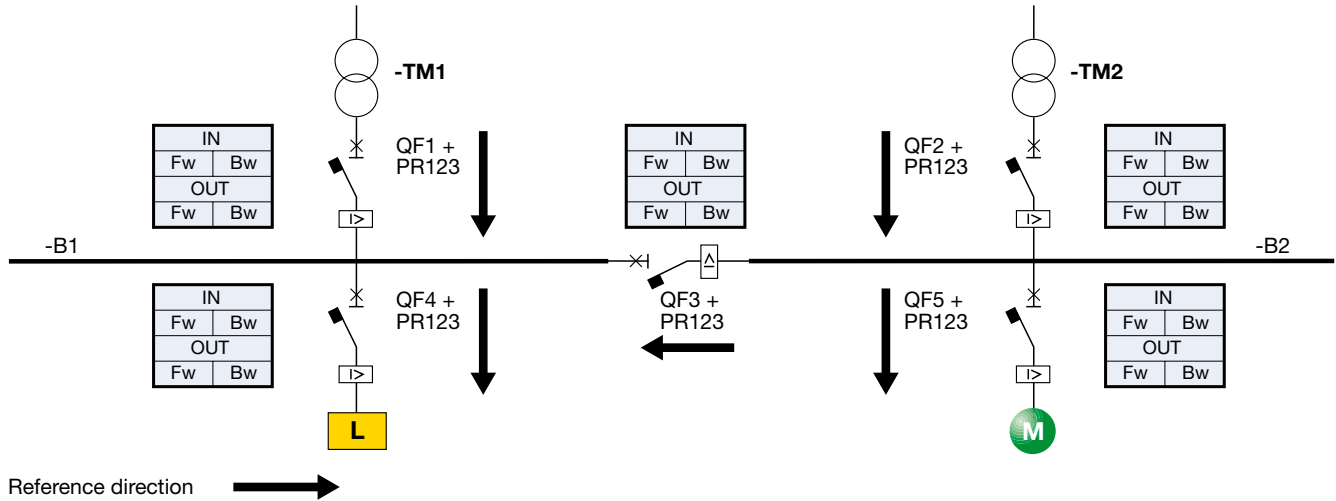 -TM1
-TM2
IN
Fw Bw
OUT
Fw Bw
QF1 +
PR123
IN
Fw Bw
OUT
Fw Bw
QF2 +
PR123
IN
Fw Bw
OUT
Fw Bw
I>
I>
-B1
-B2
I>
IN
Fw Bw
OUT
Fw Bw
QF4 +
PR123
QF3 +
PR123
QF5 +
PR123
IN
Fw Bw
OUT
Fw Bw
I>
I>
L
M
Reference direction